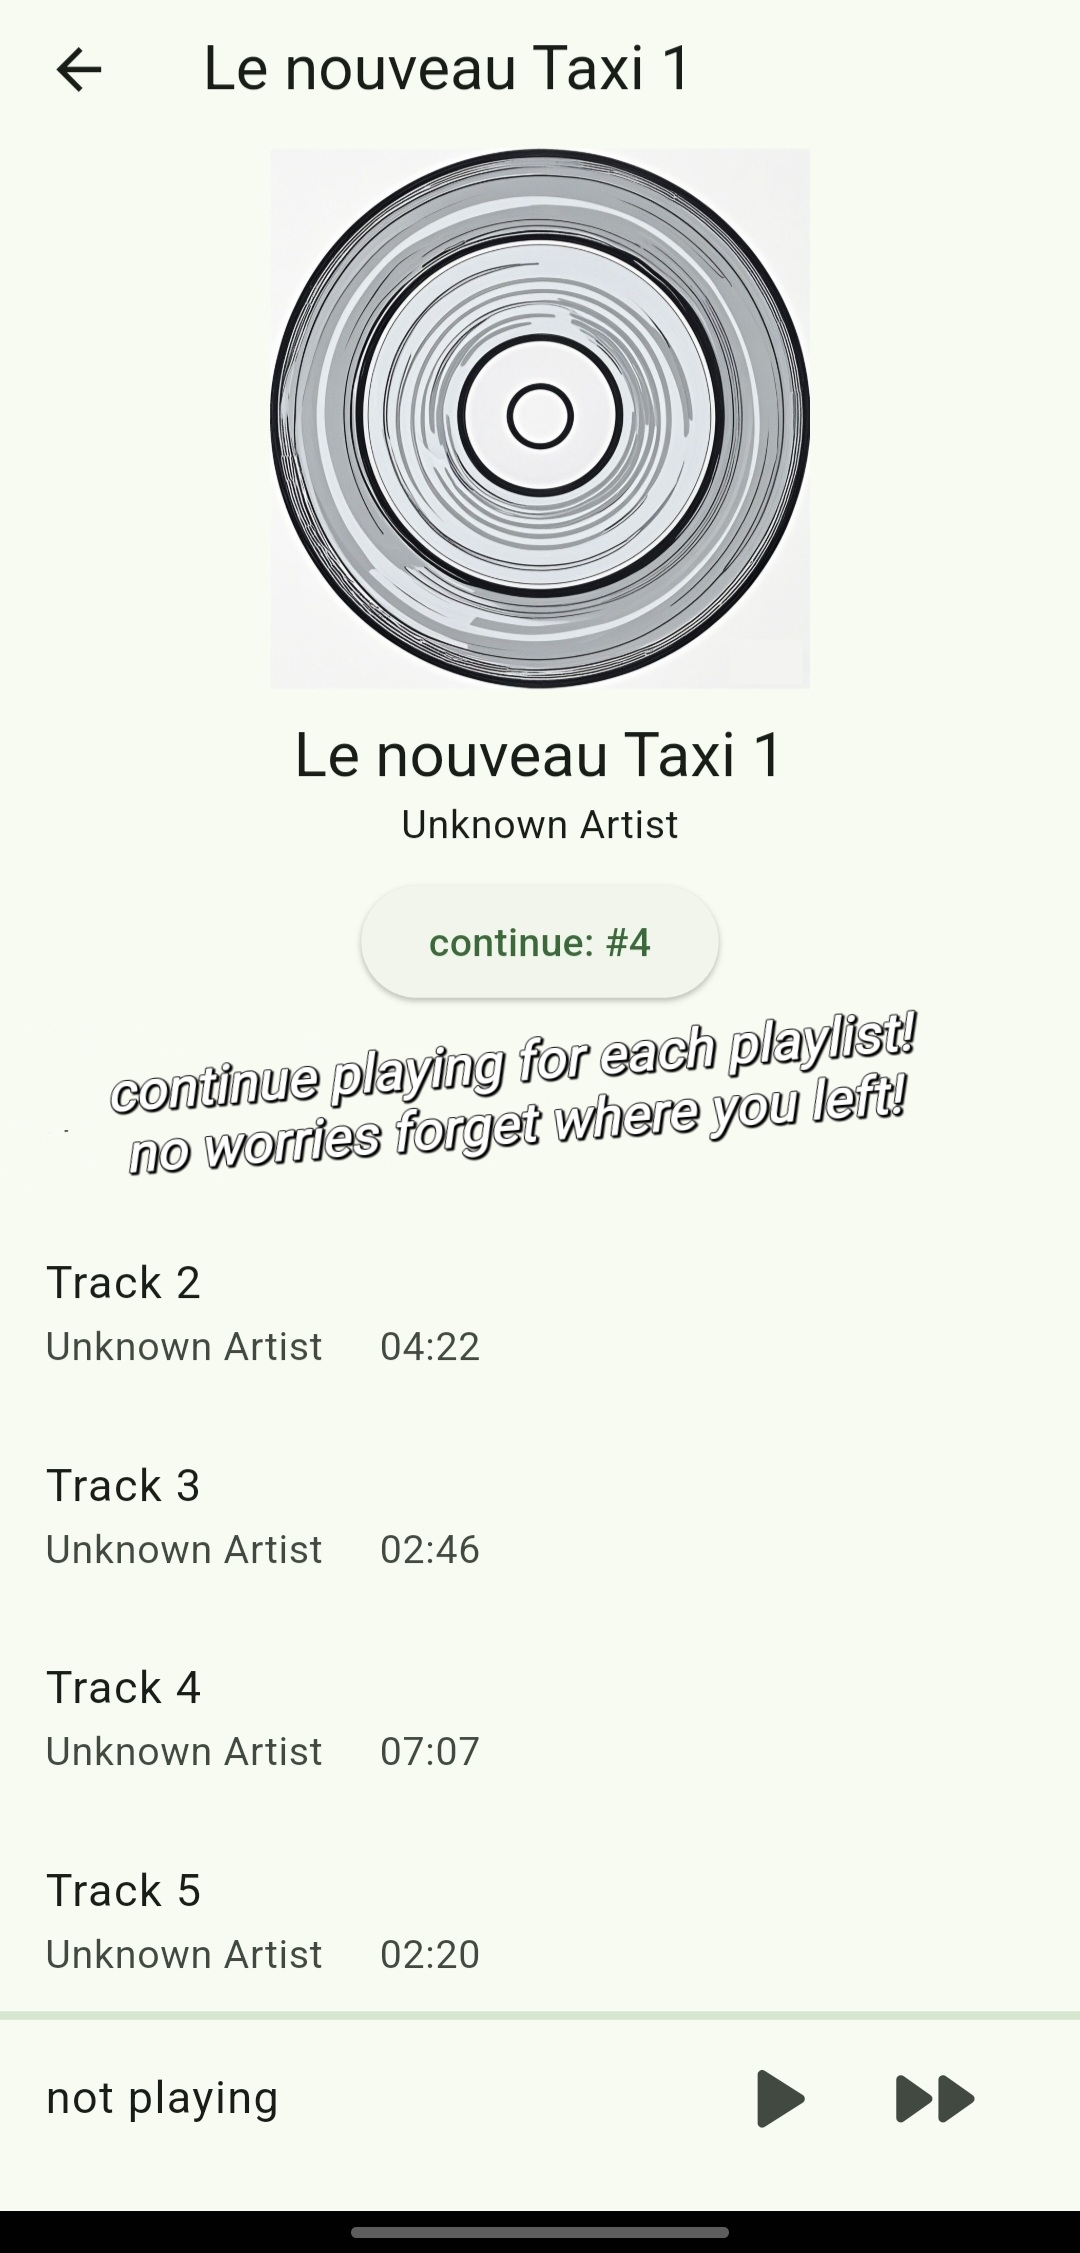 Le nouveau Taxi 1
Le nouveau Taxi 1
Unknown Artist
continue: #4
continue playing for each playlist!
no worries forget where you left!
Track 2
Unknown Artist 04:22
Track 3
Unknown Artist 02:46
Track 4
Unknown Artist 07:07
Track 5
Unknown Artist 02:20
not playing